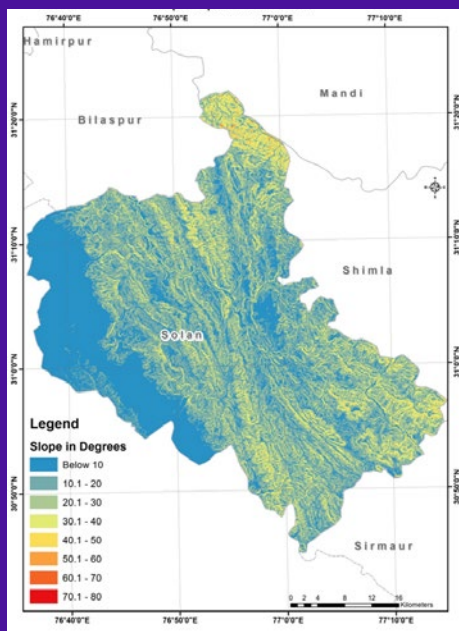 76°40'0"E 76°50'0"E 77°0'0"E 77°10'0"E
Hamirpur
Mandi
31°20'0"N 31°20'0"N
Bilaspur
31°10'0"N 31°10'0"N
Shimla
Solan
31°0'0"N 31°0'0"N
Legend
Slope in Degrees
Below 10
10.1 - 20
20.1 - 30
30.1 - 40
40.1 - 50
50.1 - 60
60.1 - 70
70.1 - 80
30°50'0"N 30°50'0"N
Sirmaur
0 2 4 8 12 16
Kilometers
76°40'0"E 76°50'0"E 77°0'0"E 77°10'0"E